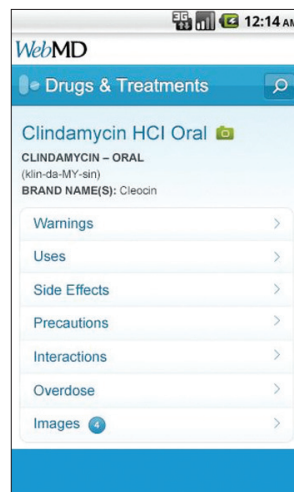 3G 12:14 AM
WebMD
Drugs & Treatments
Clindamycin HCl Oral
CLINDAMYCIN – ORAL
(klin-da-MY-sin)
BRAND NAME(S): Cleocin
Warnings
Uses
Side Effects
Precautions
Interactions
Overdose
Images 4